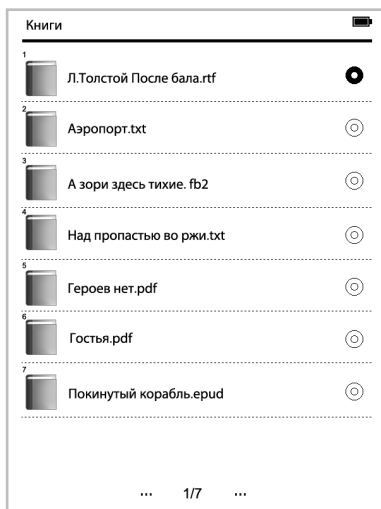 Книги
1
Л.Толстой После бала.rtf
2
Аэропорт.txt
3
А зори здесь тихие. fb2
4
Над пропастью во ржи.txt
5
Героев нет.pdf
6
Гостья.pdf
7
Покинутый корабль.epud
... 1/7 ...